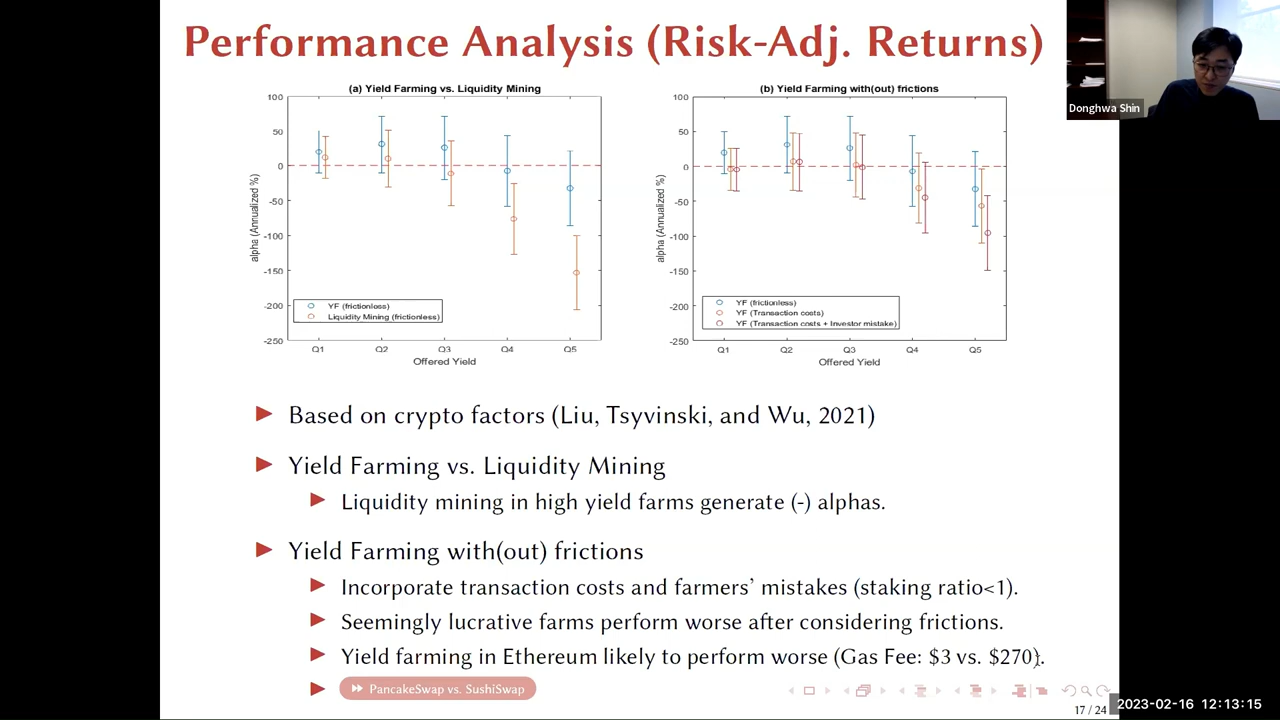 Performance Analysis (Risk-Adj. Returns)
Donghwa Shin
(a) Yield Farming vs. Liquidity Mining
100
50
0
-50
-100
-150
-200
-250
alpha (Annualized %)
YF (frictionless)
Liquidity Mining (frictionless)
Q1 Q2 Q3 Q4 Q5
Offered Yield
(b) Yield Farming with(out) frictions
100
50
0
-50
-100
-150
-200
-250
alpha (Annualized %)
YF (frictionless)
YF (Transaction costs)
YF (Transaction costs + Investor mistake)
Q1 Q2 Q3 Q4 Q5
Offered Yield
Based on crypto factors (Liu, Tsyvinski, and Wu, 2021)
Yield Farming vs. Liquidity Mining
Liquidity mining in high yield farms generate (-) alphas.
Yield Farming with(out) frictions
Incorporate transaction costs and farmers’ mistakes (staking ratio<1).
Seemingly lucrative farms perform worse after considering frictions.
Yield farming in Ethereum likely to perform worse (Gas Fee: $3 vs. $270).
PancakeSwap vs. SushiSwap
17 / 24
2023-02-16 12:13:15